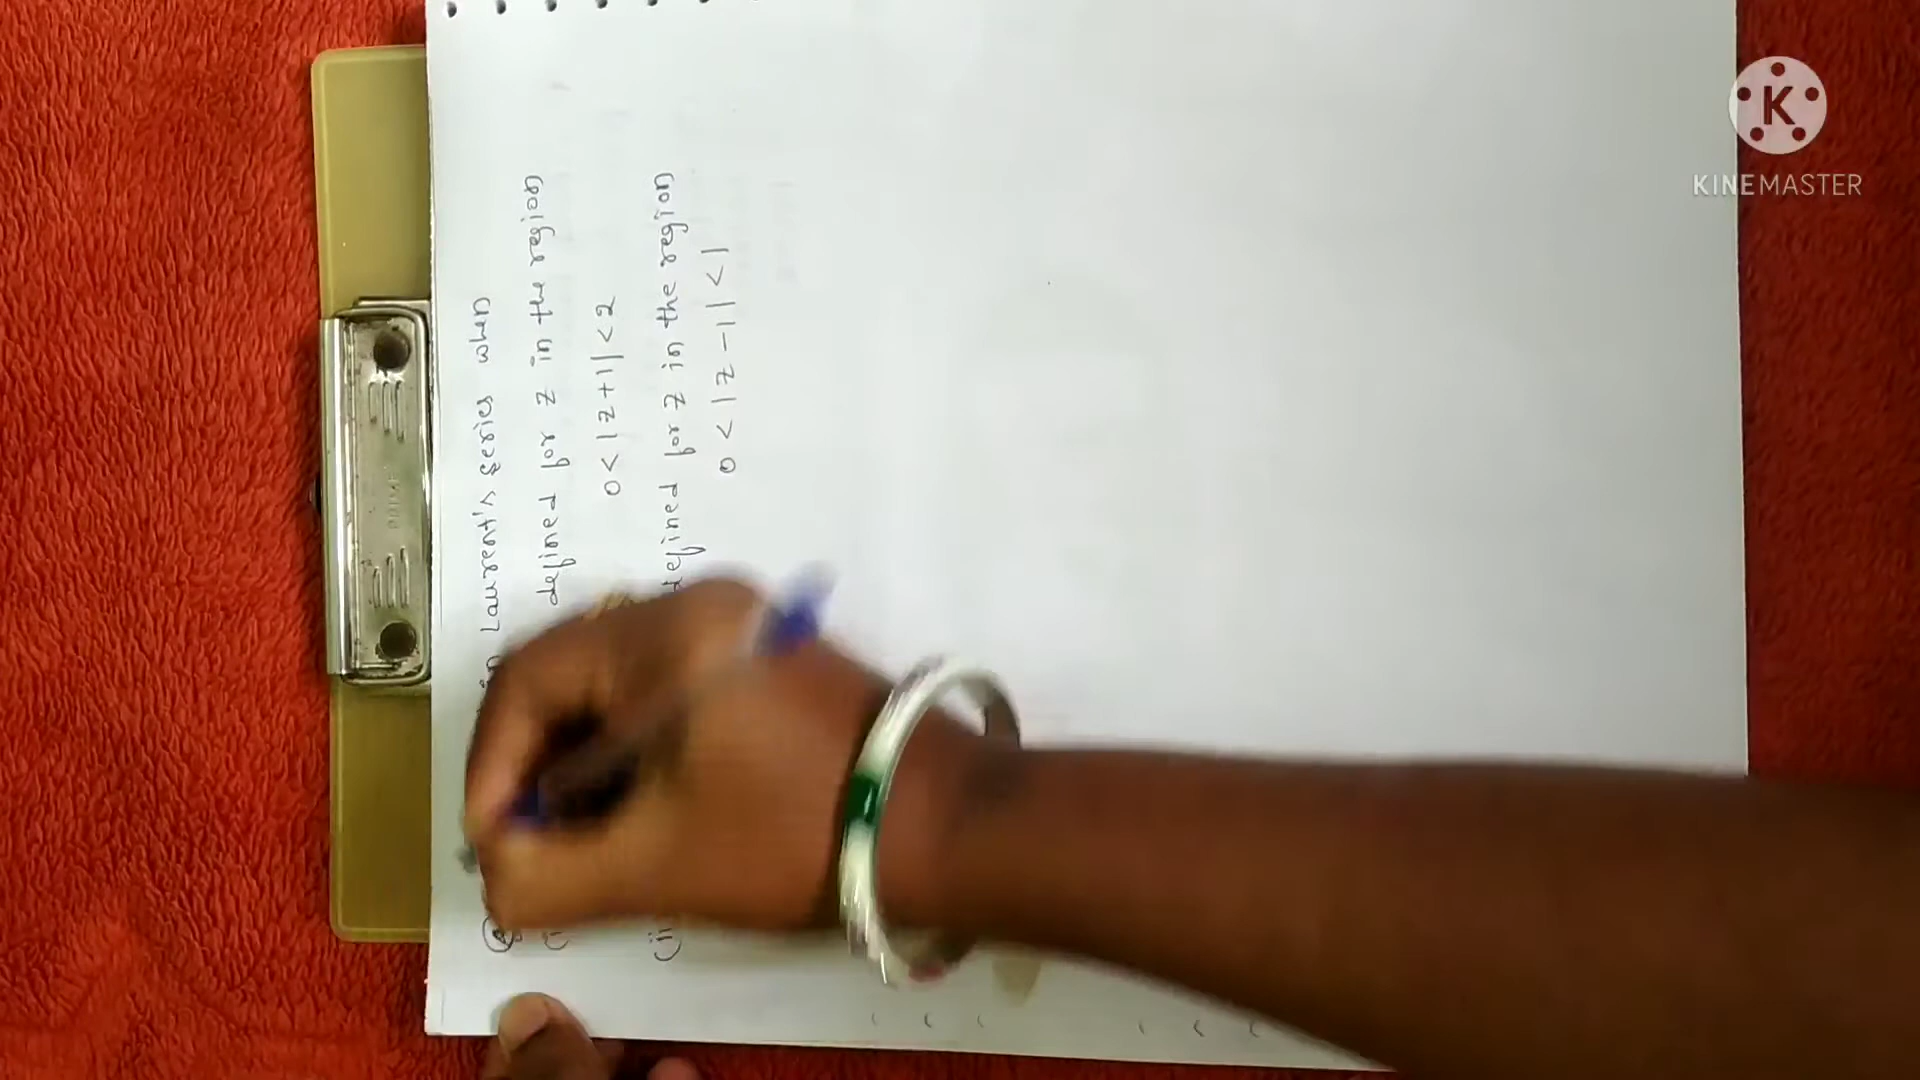 Laurent's series when
defined for z in the region
0 < |z+1| < 2
(ii defined for z in the region
0 < |z-1| < 1
K
KINEMASTER